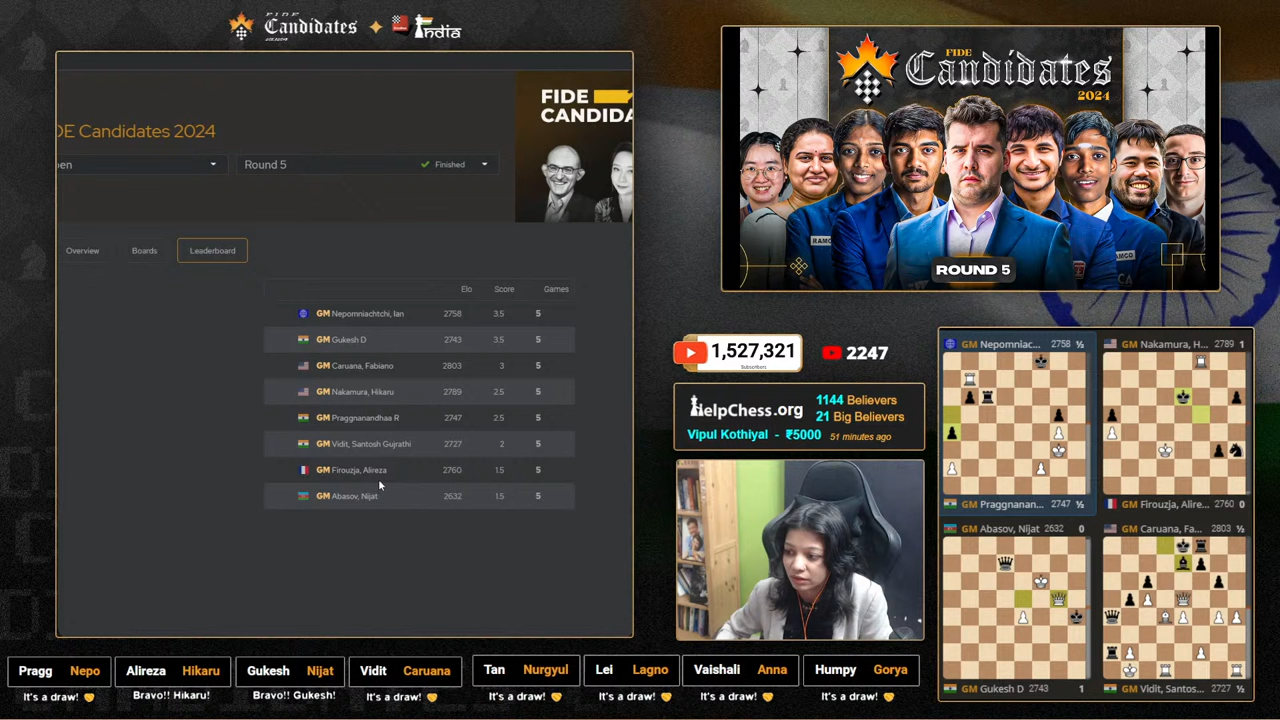 FIDE
Candidates
India
DE Candidates 2024
pen
Round 5
Finished
FIDE
CANDIDA
Overview
Boards
Leaderboard
Elo Score Games
GM Nepomniachtchi, Ian 2758 3.5 5
GM Gukesh D 2743 3.5 5
GM Caruana, Fabiano 2803 3 5
GM Nakamura, Hikaru 2789 2.5 5
GM Praggnanandhaa R 2747 2.5 5
GM Vidit, Santosh Gujrathi 2727 2 5
GM Firouzja, Alireza 2760 1.5 5
GM Abasov, Nijat 2632 1.5 5
FIDE
Candidates
2024
RAMCO
ROUND 5
1,527,321
Subscribers
2247
HelpChess.org
1144 Believers
21 Big Believers
Vipul Kothiyal - ₹5000 51 minutes ago
GM Nepomniac... 2758 ½
GM Praggnanan... 2747 ½
GM Nakamura, H... 2789 1
GM Firouzja, Alire... 2760 0
GM Abasov, Nijat 2632 0
GM Gukesh D 2743 1
GM Caruana, Fa... 2803 ½
GM Vidit, Santos... 2727 ½
Pragg Nepo
It's a draw!
Alireza Hikaru
Bravo!! Hikaru!
Gukesh Nijat
Bravo!! Gukesh!
Vidit Caruana
It's a draw!
Tan Nurgyul
It's a draw!
Lei Lagno
It's a draw!
Vaishali Anna
It's a draw!
Humpy Gorya
It's a draw!